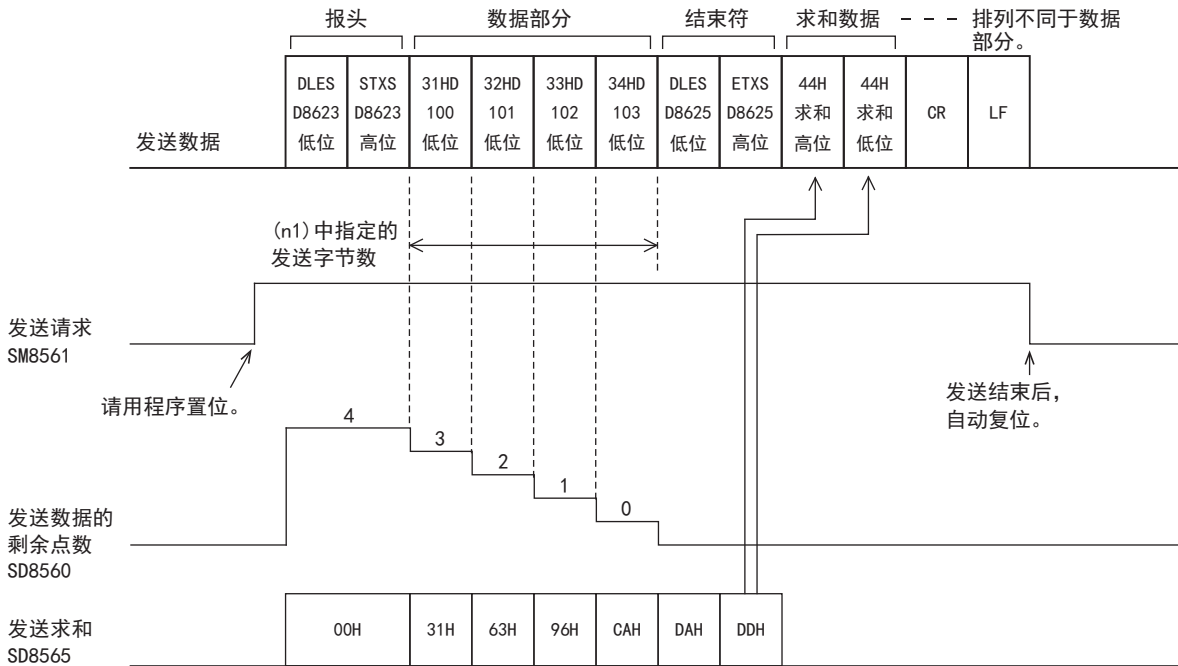 报头 数据部分 结束符 求和数据 排列不同于数据
部分。
发送数据
DLES
D8623
低位
STXS
D8623
高位
31HD
100
低位
32HD
101
低位
33HD
102
低位
34HD
103
低位
DLES
D8625
低位
ETXS
D8625
高位
44H
求和
高位
44H
求和
低位
CR
LF
(n1)中指定的
发送字节数
发送请求
SM8561
请用程序置位。
发送结束后，
自动复位。
4
3
2
1
0
发送数据的
剩余点数
SD8560
发送求和
SD8565
00H 31H 63H 96H CAH DAH DDH